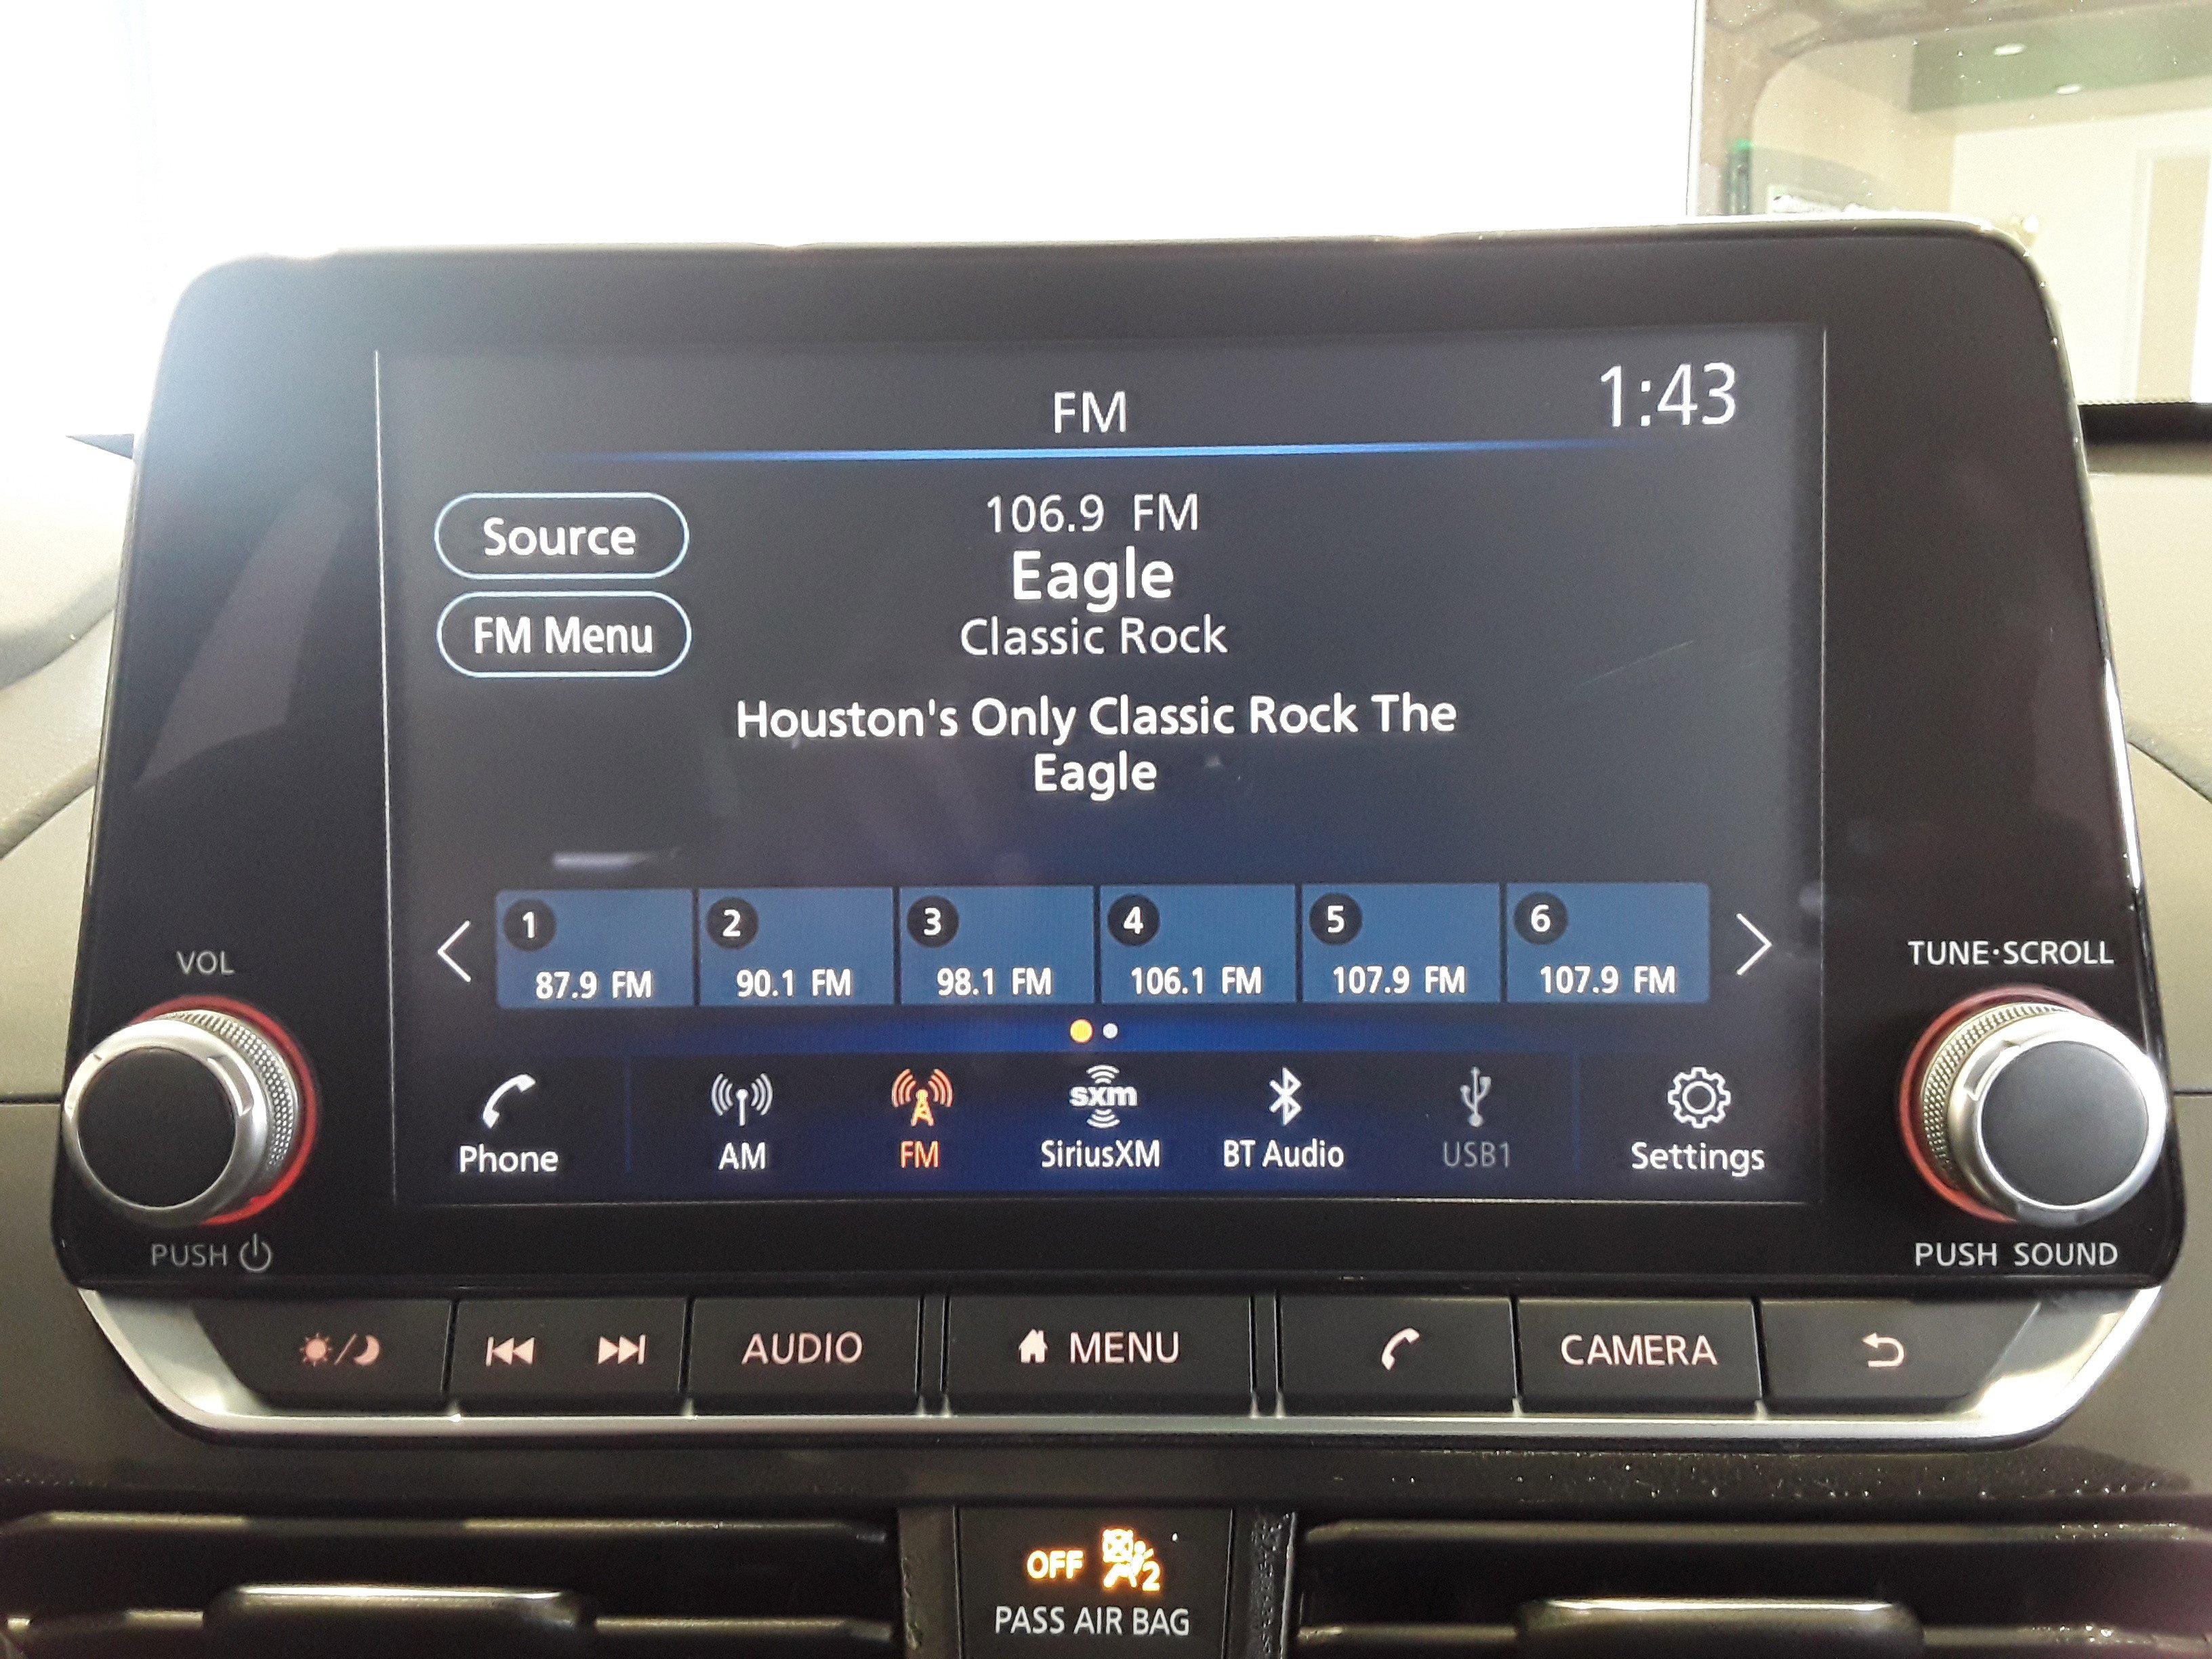 FM
1:43
Source
FM Menu
106.9 FM
Eagle
Classic Rock
Houston's Only Classic Rock The
Eagle
1
87.9 FM
2
90.1 FM
3
98.1 FM
4
106.1 FM
5
107.9 FM
6
107.9 FM
VOL
TUNE·SCROLL
Phone
AM
FM
sxm
SiriusXM
BT Audio
USB1
Settings
PUSH
PUSH SOUND
AUDIO
MENU
CAMERA
OFF 2
PASS AIR BAG